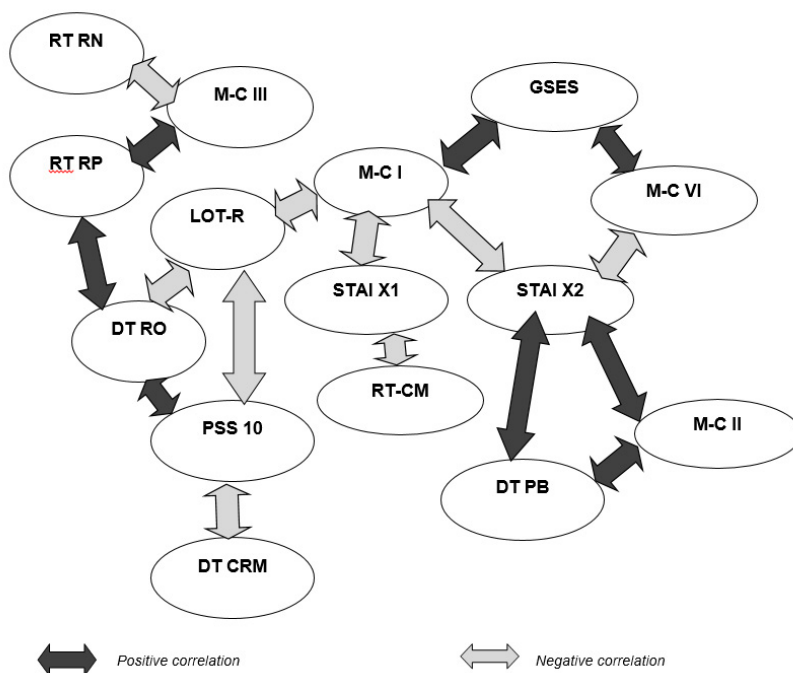 RT RN
M-C III
GSES
RT RP
M-C I
M-C VI
LOT-R
STAI X1
STAI X2
DT RO
RT-CM
PSS 10
M-C II
DT PB
DT CRM
Positive correlation
Negative correlation